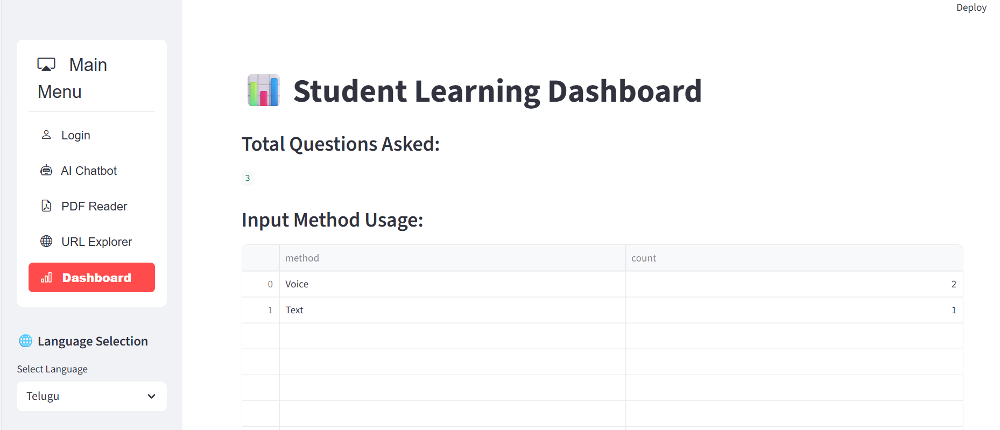 Deploy
Main
Menu
Login
AI Chatbot
PDF Reader
URL Explorer
Dashboard
Language Selection
Select Language
Telugu
Student Learning Dashboard
Total Questions Asked:
3
Input Method Usage:
method count
0 Voice 2
1 Text 1